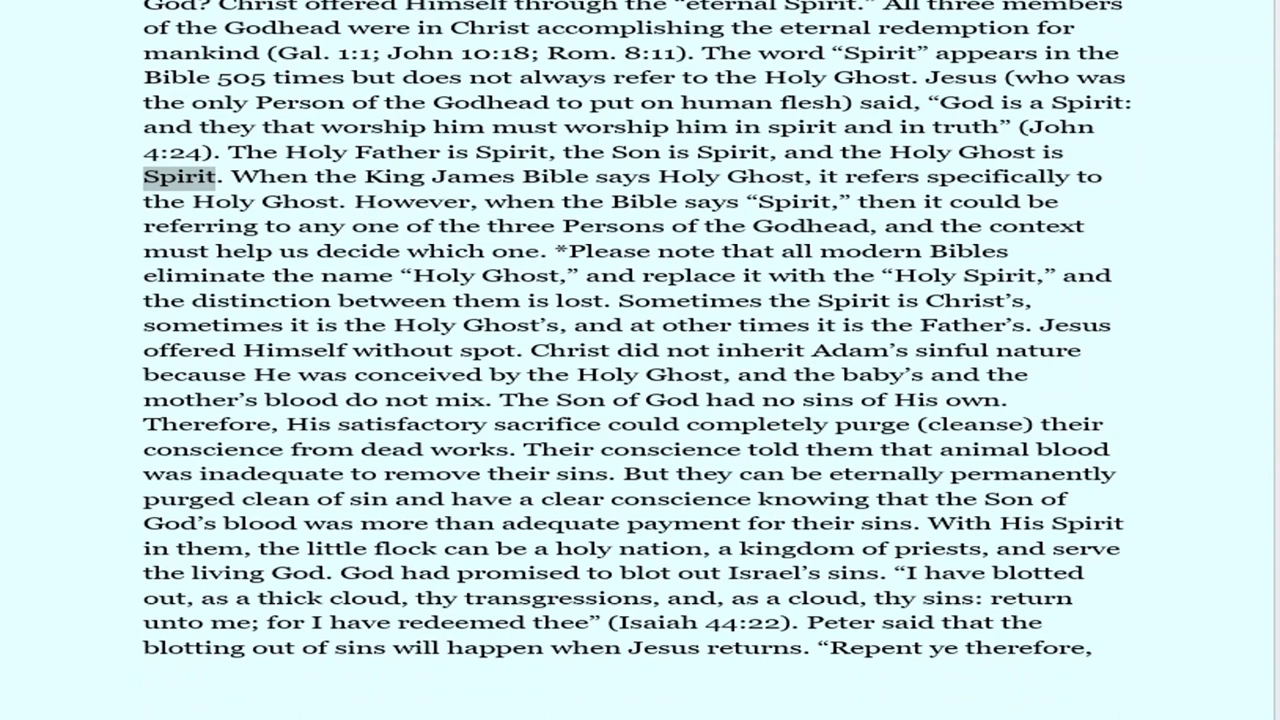 God? Christ offered Himself through the “eternal Spirit.” All three members
of the Godhead were in Christ accomplishing the eternal redemption for
mankind (Gal. 1:1; John 10:18; Rom. 8:11). The word “Spirit” appears in the
Bible 505 times but does not always refer to the Holy Ghost. Jesus (who was
the only Person of the Godhead to put on human flesh) said, “God is a Spirit:
and they that worship him must worship him in spirit and in truth” (John
4:24). The Holy Father is Spirit, the Son is Spirit, and the Holy Ghost is
Spirit. When the King James Bible says Holy Ghost, it refers specifically to
the Holy Ghost. However, when the Bible says “Spirit,” then it could be
referring to any one of the three Persons of the Godhead, and the context
must help us decide which one. *Please note that all modern Bibles
eliminate the name “Holy Ghost,” and replace it with the “Holy Spirit,” and
the distinction between them is lost. Sometimes the Spirit is Christ’s,
sometimes it is the Holy Ghost’s, and at other times it is the Father’s. Jesus
offered Himself without spot. Christ did not inherit Adam’s sinful nature
because He was conceived by the Holy Ghost, and the baby’s and the
mother’s blood do not mix. The Son of God had no sins of His own.
Therefore, His satisfactory sacrifice could completely purge (cleanse) their
conscience from dead works. Their conscience told them that animal blood
was inadequate to remove their sins. But they can be eternally permanently
purged clean of sin and have a clear conscience knowing that the Son of
God’s blood was more than adequate payment for their sins. With His Spirit
in them, the little flock can be a holy nation, a kingdom of priests, and serve
the living God. God had promised to blot out Israel’s sins. “I have blotted
out, as a thick cloud, thy transgressions, and, as a cloud, thy sins: return
unto me; for I have redeemed thee” (Isaiah 44:22). Peter said that the
blotting out of sins will happen when Jesus returns. “Repent ye therefore,